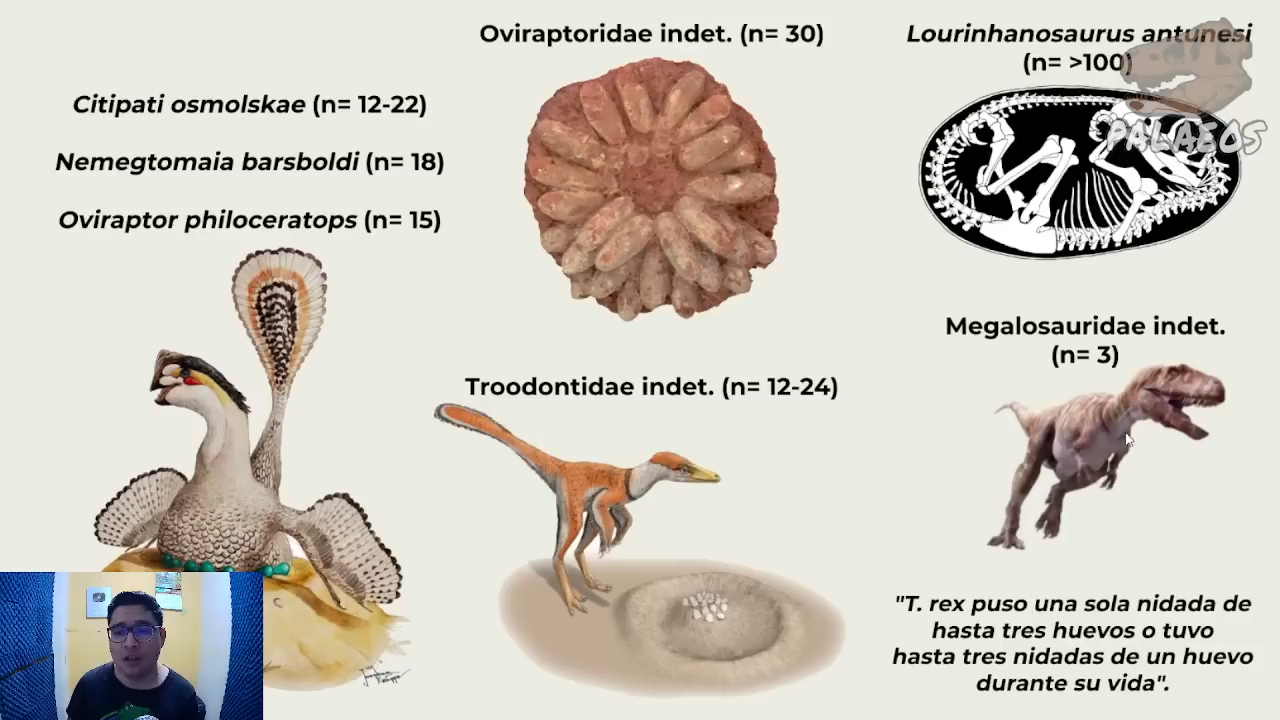 Oviraptoridae indet. (n= 30)
Lourinhanosaurus antunesi
(n= >100)
PALAEOS
Citipati osmolskae (n= 12-22)
Nemegtomaia barsboldi (n= 18)
Oviraptor philoceratops (n= 15)
Megalosauridae indet.
(n= 3)
Troodontidae indet. (n= 12-24)
"T. rex puso una sola nidada de
hasta tres huevos o tuvo
hasta tres nidadas de un huevo
durante su vida".